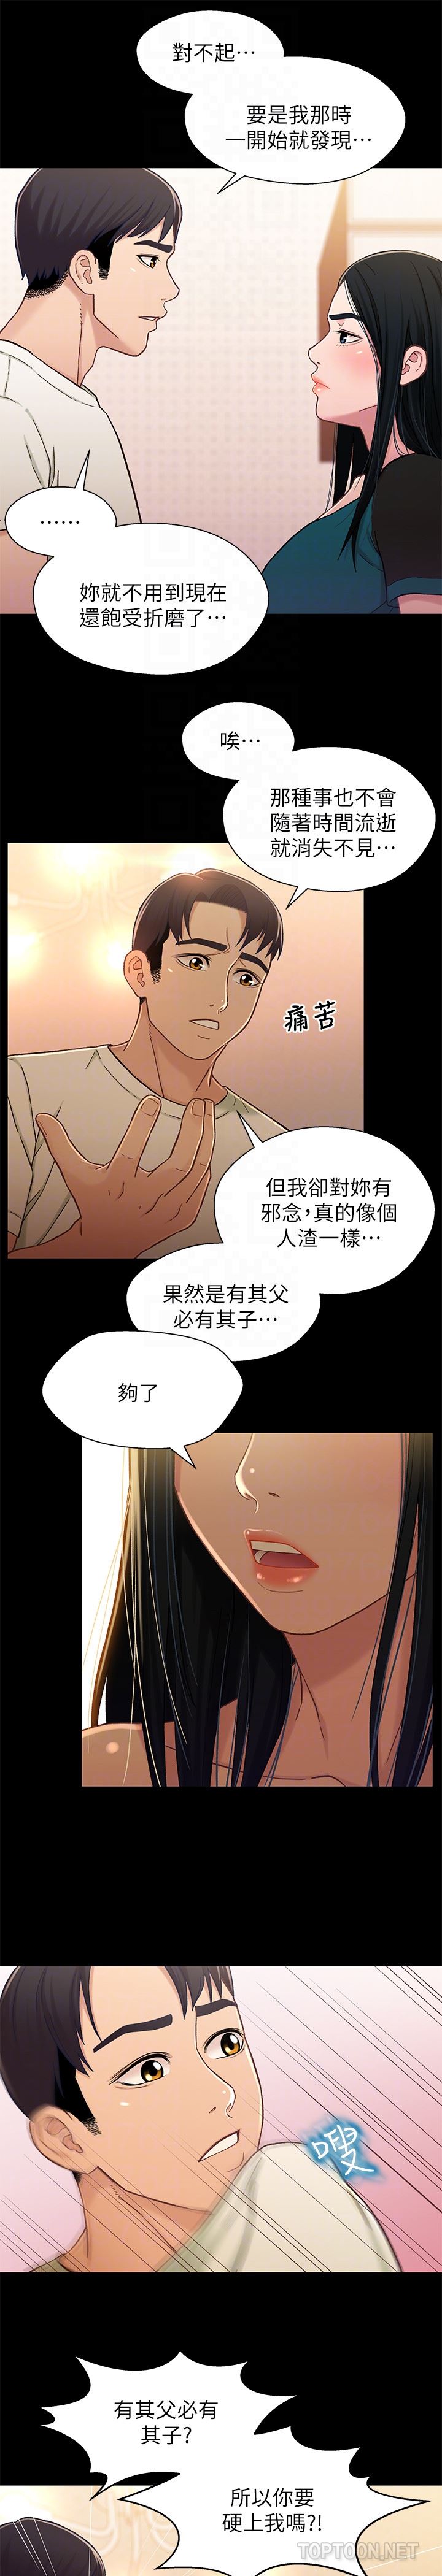 對不起…
要是我那時
一開始就發現…
……
妳就不用到現在
還飽受折磨了…
唉…
那種事也不會
隨著時間流逝
就消失不見…
痛苦
但我卻對妳有
邪念，真的像個
人渣一樣…
果然是有其父
必有其子…
夠了
嗖
有其父必有
其子?
所以你要
硬上我嗎?!
TOPTOON.NET